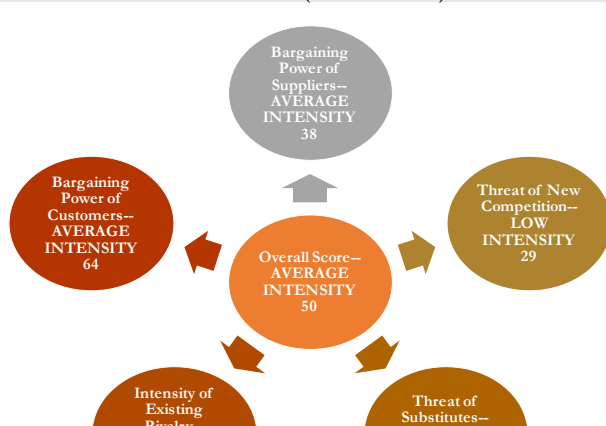 Bargaining
Power of
Suppliers--
AVERAGE
INTENSITY
38
Bargaining
Power of
Customers--
AVERAGE
INTENSITY
64
Threat of New
Competition--
LOW
INTENSITY
29
Overall Score--
AVERAGE
INTENSITY
50
Intensity of
Existing
Threat of
Substitutes--